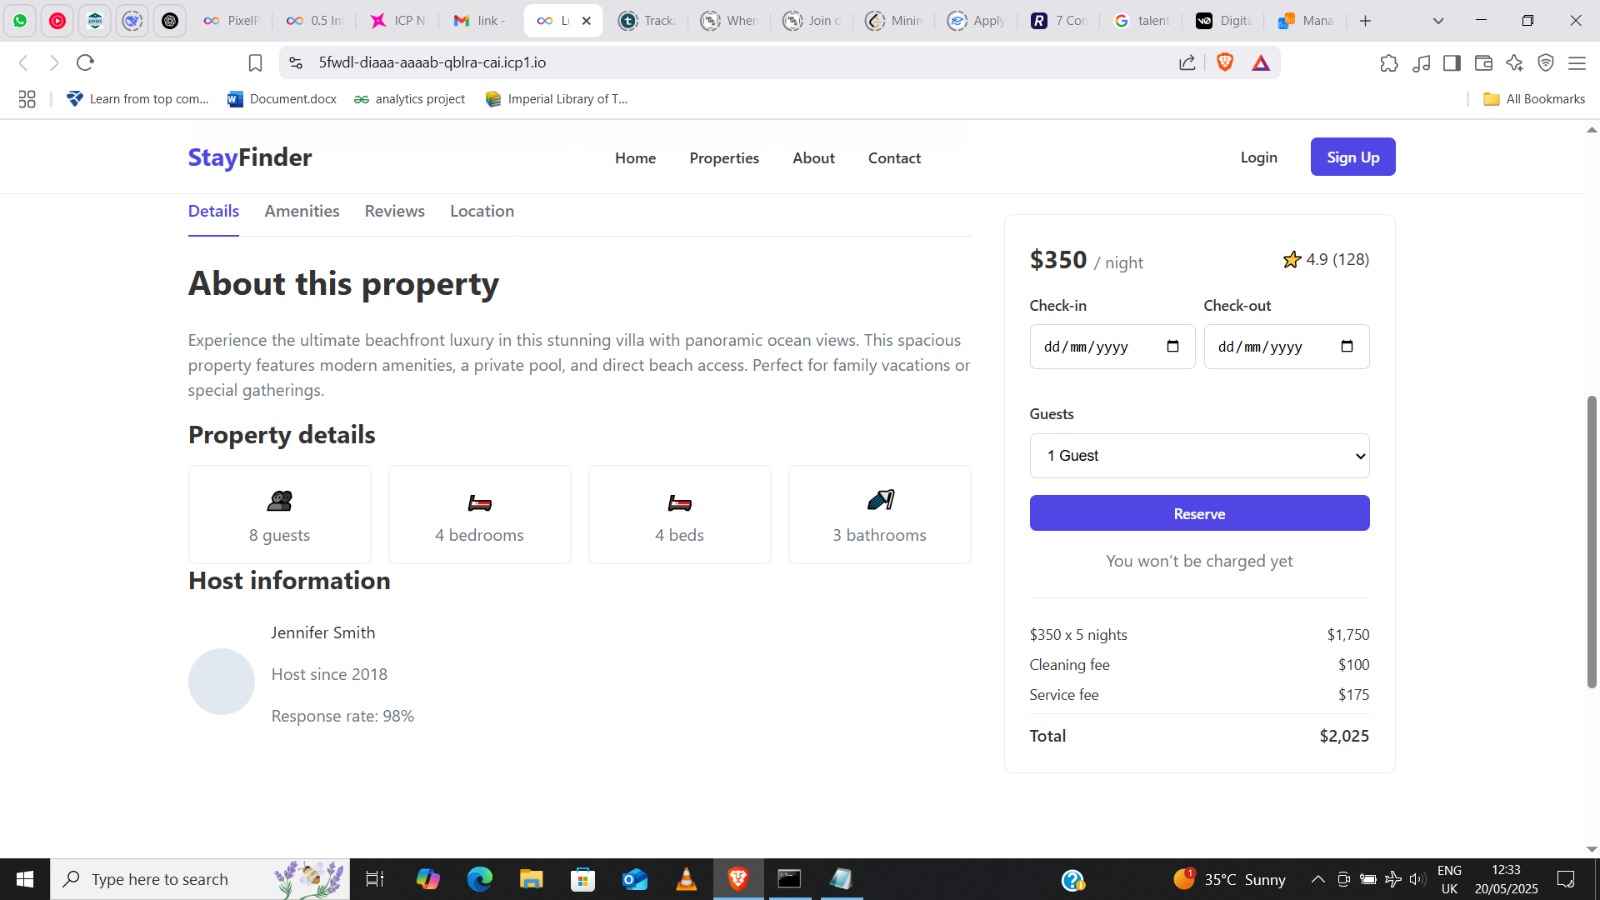 PixelP
0.5 In
ICP N
link -
Lu
Track
When
Join o
Minin
Apply
7 Con
talent
Digita
Mana
5fwdl-diaaa-aaaab-qblra-cai.icp1.io
Learn from top com...
Document.docx
analytics project
Imperial Library of T...
All Bookmarks
StayFinder
Home
Properties
About
Contact
Login
Sign Up
Details
Amenities
Reviews
Location
About this property
Experience the ultimate beachfront luxury in this stunning villa with panoramic ocean views. This spacious
property features modern amenities, a private pool, and direct beach access. Perfect for family vacations or
special gatherings.
Property details
8 guests
4 bedrooms
4 beds
3 bathrooms
Host information
Jennifer Smith
Host since 2018
Response rate: 98%
$350 / night
4.9 (128)
Check-in
Check-out
dd/mm/yyyy
dd/mm/yyyy
Guests
1 Guest
Reserve
You won't be charged yet
$350 x 5 nights
$1,750
Cleaning fee
$100
Service fee
$175
Total
$2,025
Type here to search
1
35°C Sunny
ENG
UK
12:33
20/05/2025